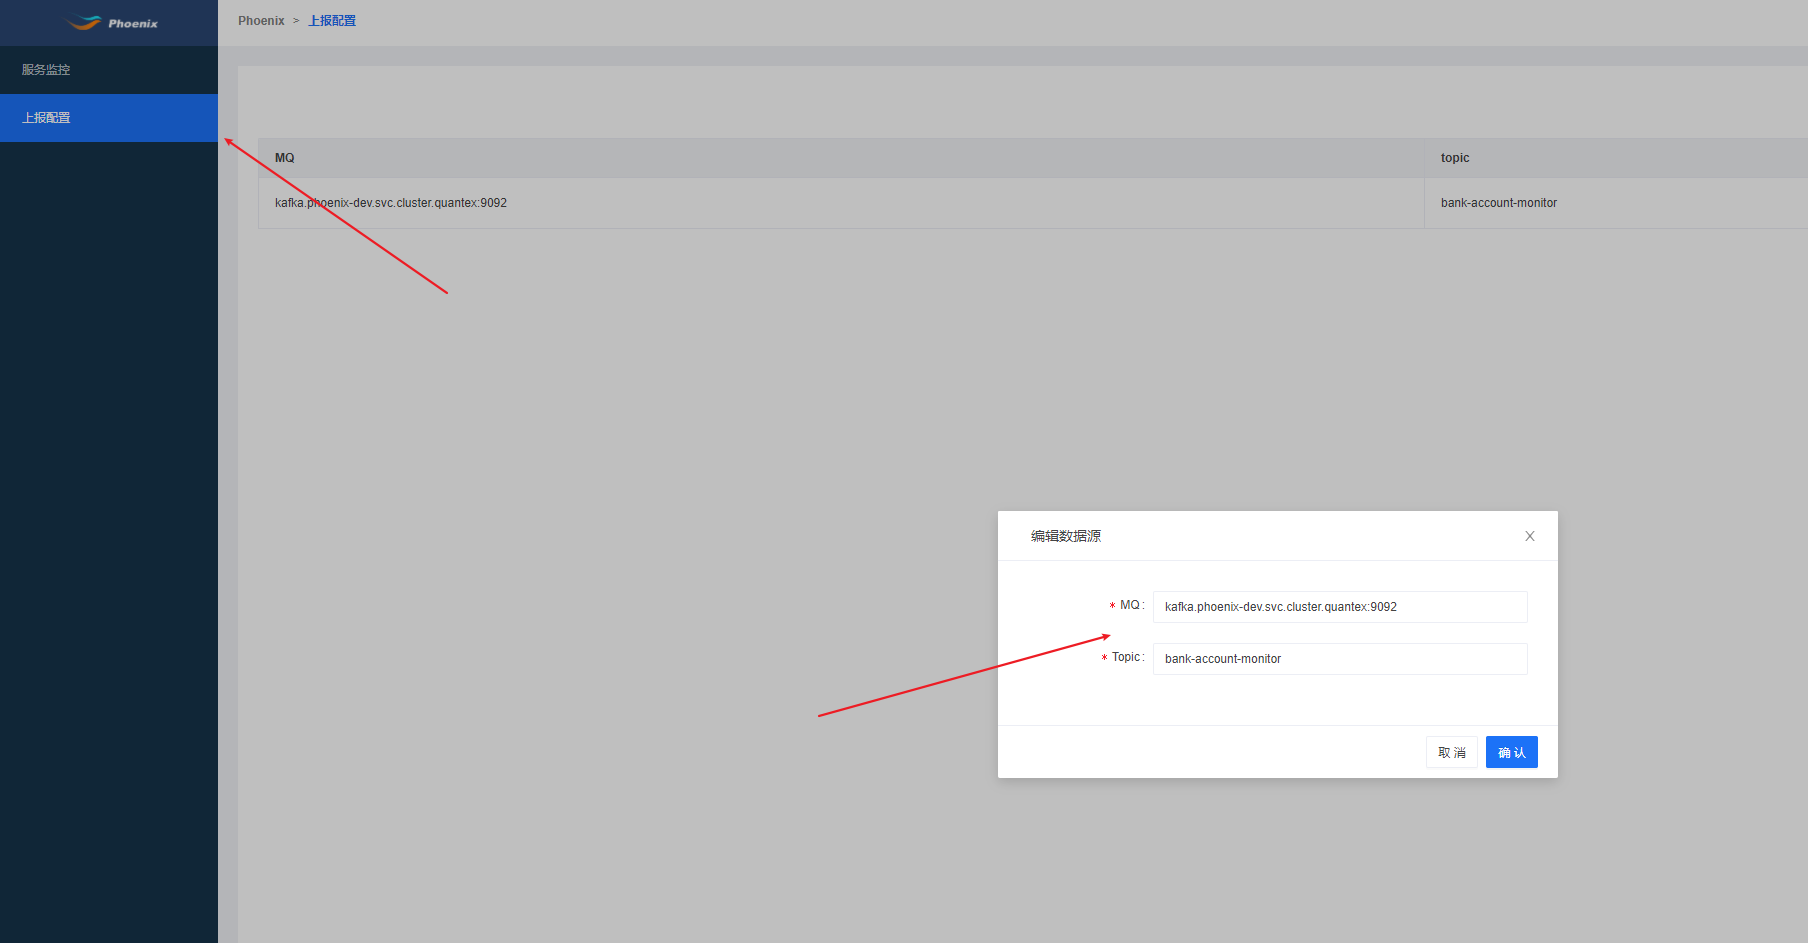 Phoenix
Phoenix > 上报配置
服务监控
上报配置
MQ
topic
kafka.phoenix-dev.svc.cluster.quantex:9092
bank-account-monitor
编辑数据源
* MQ:
kafka.phoenix-dev.svc.cluster.quantex:9092
* Topic:
bank-account-monitor
取 消
确 认